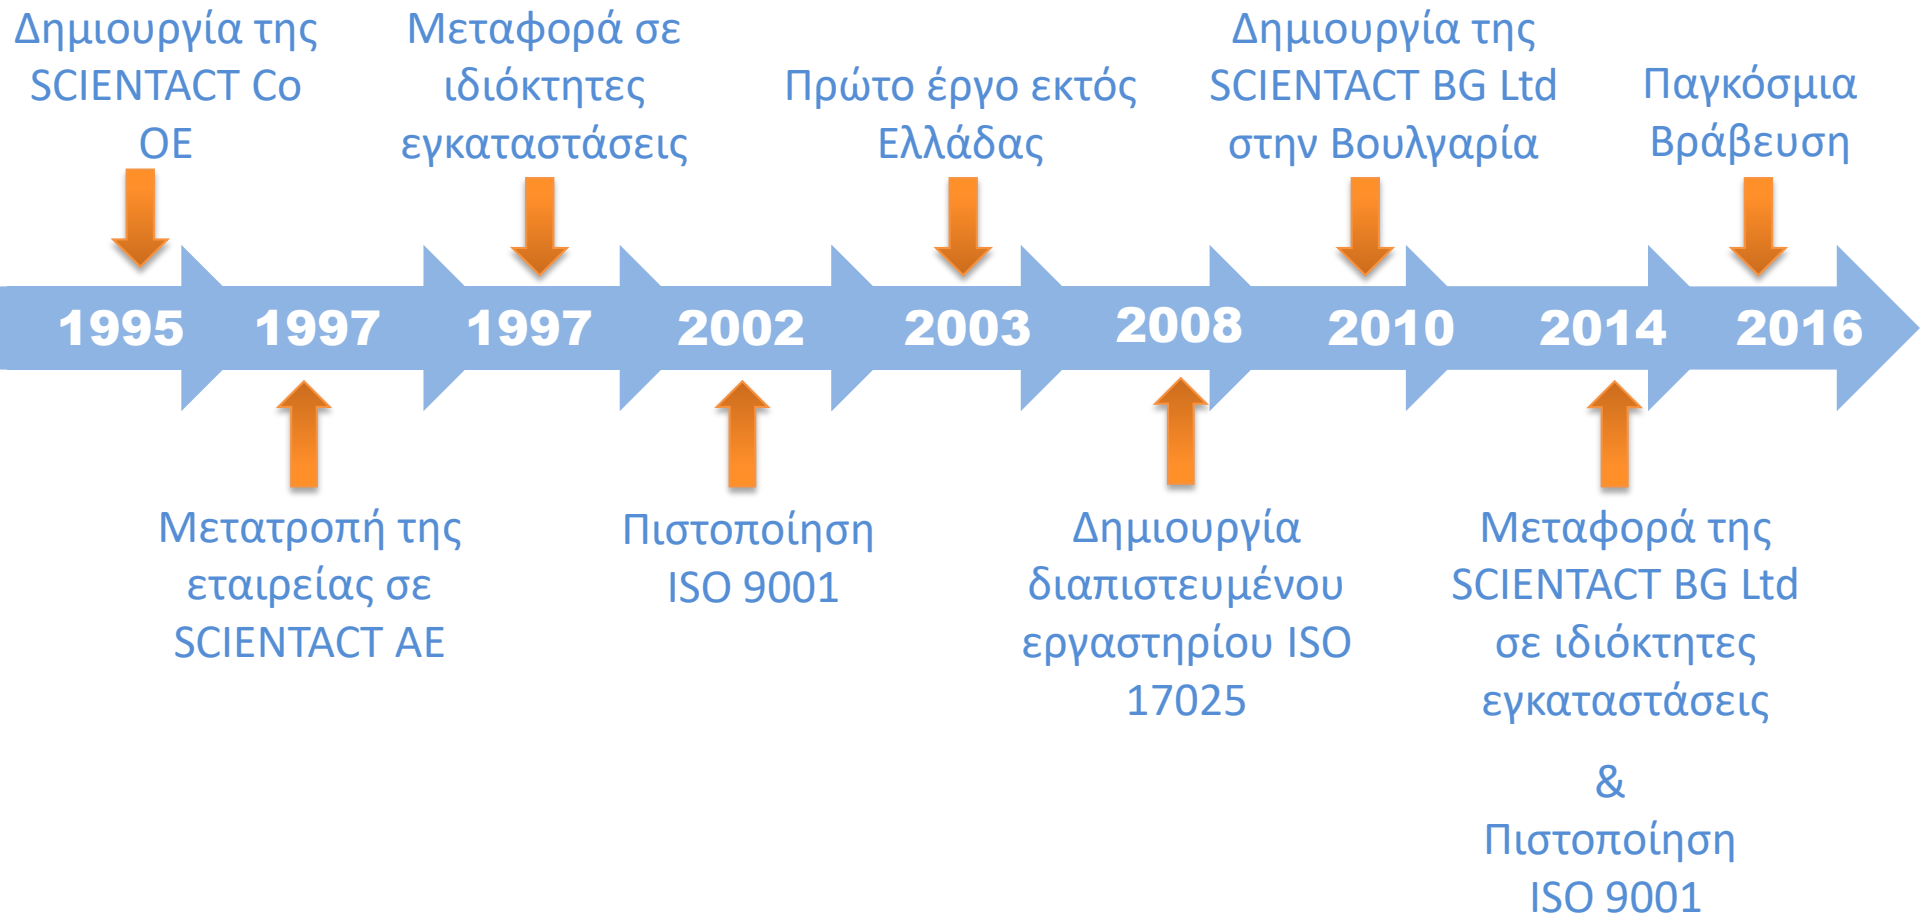 Δημιουργία της
SCIENTACT Co
ΟΕ
Μεταφορά σε
ιδιόκτητες
εγκαταστάσεις
Πρώτο έργο εκτός
Ελλάδας
Δημιουργία της
SCIENTACT BG Ltd
στην Βουλγαρία
Παγκόσμια
Βράβευση
1995 1997 1997 2002 2003 2008 2010 2014 2016
Μετατροπή της
εταιρείας σε
SCIENTACT ΑΕ
Πιστοποίηση
ISO 9001
Δημιουργία
διαπιστευμένου
εργαστηρίου ISO
17025
Μεταφορά της
SCIENTACT BG Ltd
σε ιδιόκτητες
εγκαταστάσεις
&
Πιστοποίηση
ISO 9001